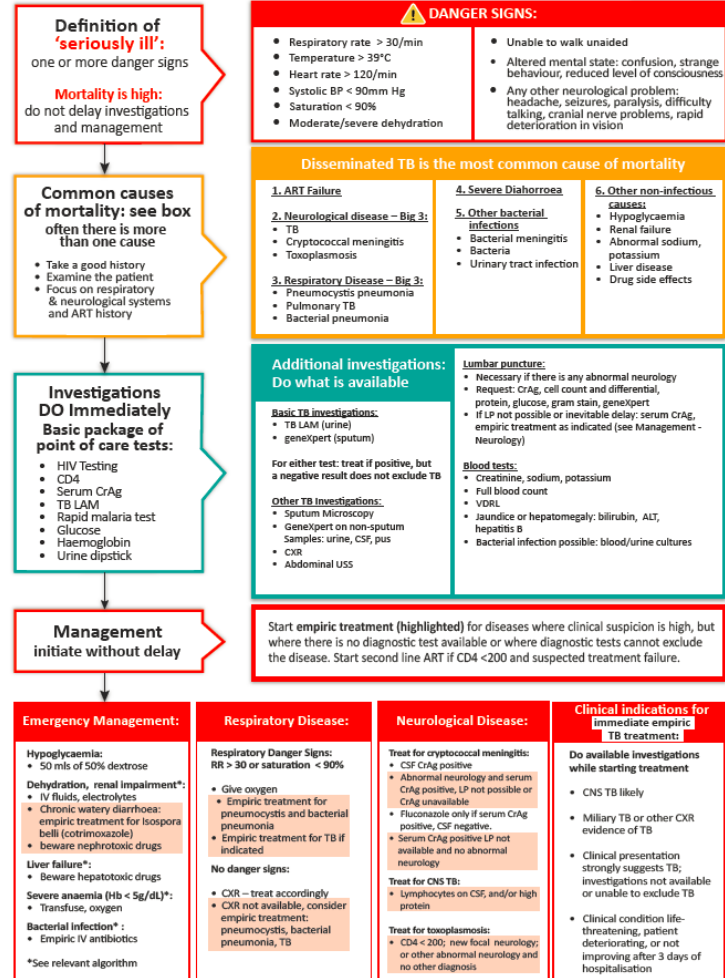 Definition of
‘seriously ill’:
one or more danger signs
Mortality is high:
do not delay investigations
and management
DANGER SIGNS:
• Respiratory rate > 30/min
• Temperature > 39°C
• Heart rate > 120/min
• Systolic BP < 90mm Hg
• Saturation < 90%
• Moderate/severe dehydration
• Unable to walk unaided
• Altered mental state: confusion, strange
behaviour, reduced level of consciousness
• Any other neurological problem:
headache, seizures, paralysis, difficulty
talking, cranial nerve problems, rapid
deterioration in vision
Common causes
of mortality: see box
often there is more
than one cause
• Take a good history
• Examine the patient
• Focus on respiratory
& neurological systems
and ART history
Disseminated TB is the most common cause of mortality
1. ART Failure
2. Neurological disease – Big 3:
• TB
• Cryptococcal meningitis
• Toxoplasmosis
3. Respiratory Disease – Big 3:
• Pneumocystis pneumonia
• Pulmonary TB
• Bacterial pneumonia
4. Severe Diahorroea
5. Other bacterial
infections
• Bacterial meningitis
• Bacteria
• Urinary tract infection
6. Other non-infectious
causes:
• Hypoglycaemia
• Renal failure
• Abnormal sodium,
potassium
• Liver disease
• Drug side effects
Investigations
DO Immediately
Basic package of
point of care tests:
• HIV Testing
• CD4
• Serum CrAg
• TB LAM
• Rapid malaria test
• Glucose
• Haemoglobin
• Urine dipstick
Additional investigations:
Do what is available
Basic TB investigations:
• TB LAM (urine)
• geneXpert (sputum)
For either test: treat if positive, but
a negative result does not exclude TB
Other TB Investigations:
• Sputum Microscopy
• GeneXpert on non-sputum
Samples: urine, CSF, pus
• CXR
• Abdominal USS
Lumbar puncture:
• Necessary if there is any abnormal neurology
• Request: CrAg, cell count and differential,
protein, glucose, gram stain, geneXpert
• If LP not possible or inevitable delay: serum CrAg,
empiric treatment as indicated (see Management -
Neurology)
Blood tests:
• Creatinine, sodium, potassium
• Full blood count
• VDRL
• Jaundice or hepatomegaly: bilirubin, ALT,
hepatitis B
• Bacterial infection possible: blood/urine cultures
Management
initiate without delay
Start empiric treatment (highlighted) for diseases where clinical suspicion is high, but
where there is no diagnostic test available or where diagnostic tests cannot exclude
the disease. Start second line ART if CD4 <200 and suspected treatment failure.
Emergency Management:
Hypoglycaemia:
• 50 mls of 50% dextrose
Dehydration, renal impairment*:
• IV fluids, electrolytes
• Chronic watery diarrhoea:
empiric treatment for Isospora
belli (cotrimoxazole)
• beware nephrotoxic drugs
Liver failure*:
• Beware hepatotoxic drugs
Severe anaemia (Hb < 5g/dL)*:
• Transfuse, oxygen
Bacterial infection* :
• Empiric IV antibiotics
*See relevant algorithm
Respiratory Disease:
Respiratory Danger Signs:
RR > 30 or saturation < 90%
• Give oxygen
• Empiric treatment for
pneumocystis and bacterial
pneumonia
• Empiric treatment for TB if
indicated
No danger signs:
• CXR – treat accordingly
• CXR not available, consider
empiric treatment:
pneumocystis, bacterial
pneumonia, TB
Neurological Disease:
Treat for cryptococcal meningitis:
• CSF CrAg positive
• Abnormal neurology and serum
CrAg positive, LP not possible or
CrAg unavailable
• Fluconazole only if serum CrAg
positive, CSF negative.
• Serum CrAg positive LP not
available and no abnormal
neurology
Treat for CNS TB:
• Lymphocytes on CSF, and/or high
protein
Treat for toxoplasmosis:
• CD4 < 200; new focal neurology;
or other abnormal neurology and
no other diagnosis
Clinical indications for
immediate empiric
TB treatment:
Do available investigations
while starting treatment
• CNS TB likely
• Miliary TB or other CXR
evidence of TB
• Clinical presentation
strongly suggests TB;
investigations not available
or unable to exclude TB
• Clinical condition life-
threatening, patient
deteriorating, or not
improving after 3 days of
hospitalisation